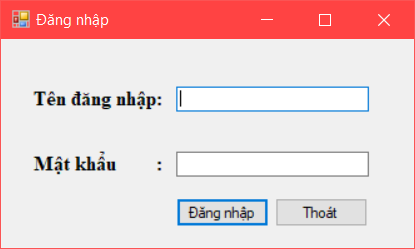 Đăng nhập
Tên đăng nhập:
Mật khẩu :
Đăng nhập Thoát